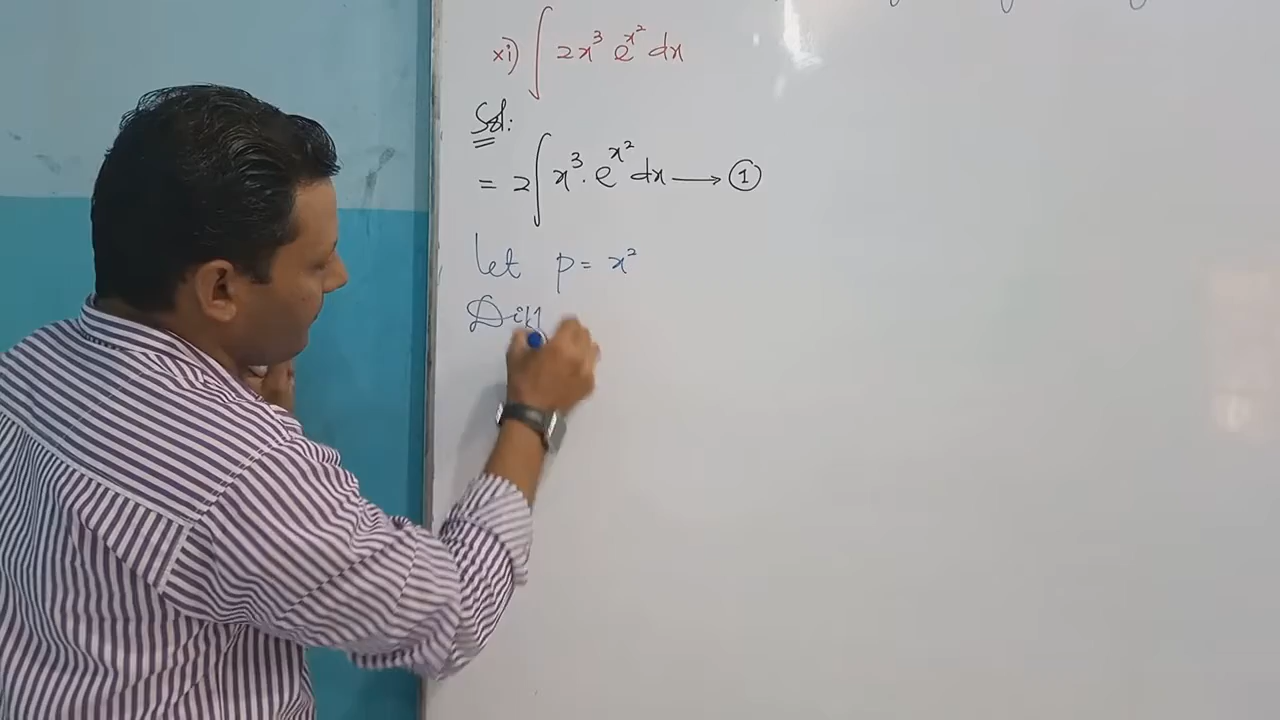 xi) ∫ 2x³ e^{x²} dx
Sol:
= 2∫ x³ . e^{x²} dx → ①
Let p = x²
Diff